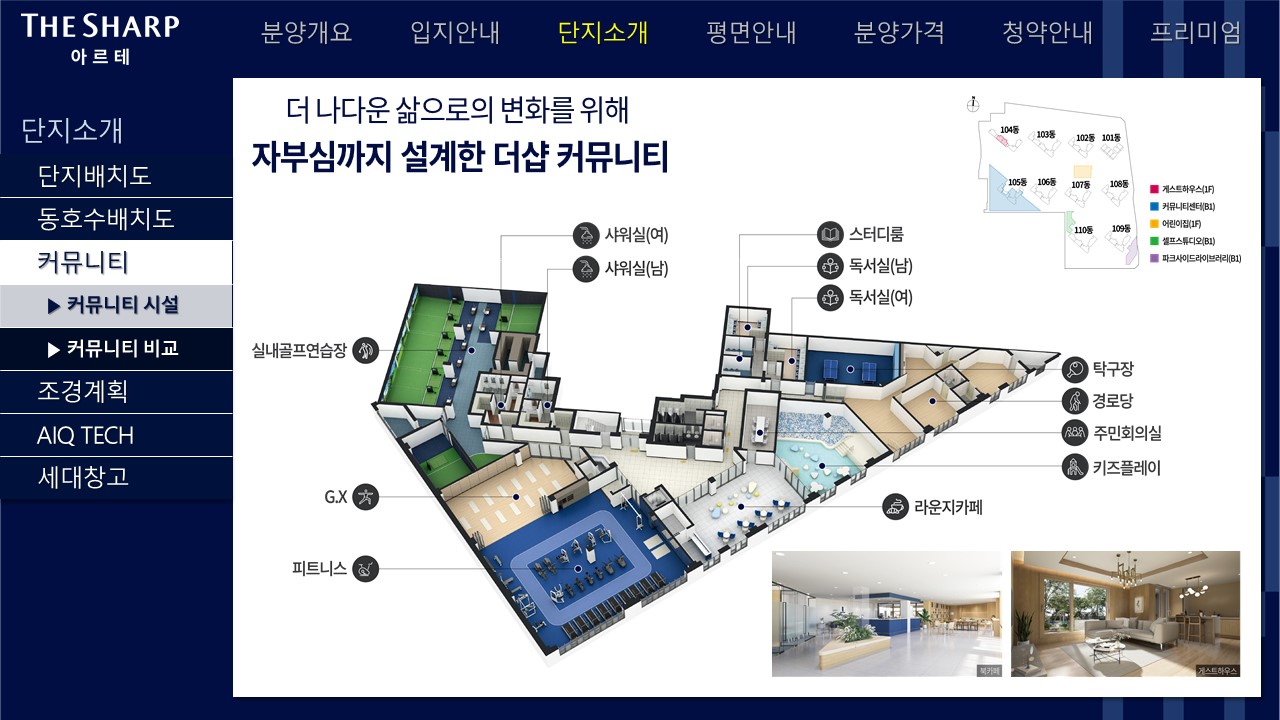 THE SHARP
아르테
분양개요
입지안내
단지소개
평면안내
분양가격
청약안내
프리미엄
단지소개
단지배치도
동호수배치도
커뮤니티
▶ 커뮤니티 시설
▶ 커뮤니티 비교
조경계획
AIQ TECH
세대창고
더 나다운 삶으로의 변화를 위해
자부심까지 설계한 더샵 커뮤니티
N
104동
103동
102동
101동
105동
106동
107동
108동
110동
109동
게스트하우스(1F)
커뮤니티센터(B1)
어린이집(1F)
셀프스튜디오(B1)
파크사이드라이브러리(B1)
샤워실(여)
샤워실(남)
스터디룸
독서실(남)
독서실(여)
실내골프연습장
탁구장
경로당
주민회의실
키즈플레이
G.X
라운지카페
피트니스
북카페
게스트하우스